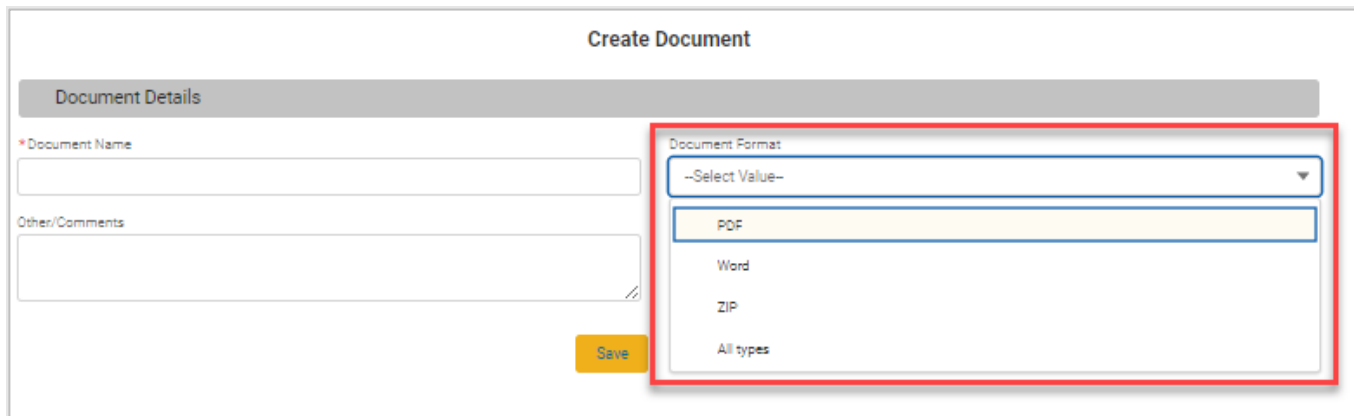 Create Document
Document Details
*Document Name
Document Format
--Select Value--
Other/Comments
PDF
Word
ZIP
All types
Save